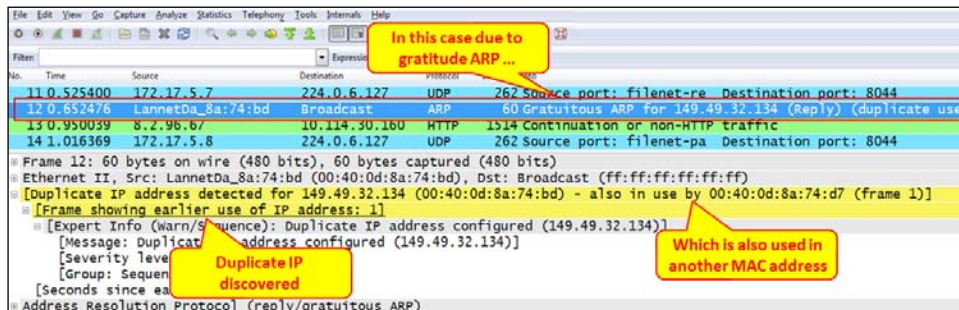 File Edit View Go Capture Analyze Statistics Telephony Tools Internals Help
In this case due to
gratitude ARP ...
Filter:
Expression
No. Time Source Destination Protocol
11 0.525400 172.17.5.7 224.0.6.127 UDP 262 Source port: filenet-re Destination port: 8044
12 0.652476 LannetDa_8a:74:bd Broadcast ARP 60 Gratuitous ARP for 149.49.32.134 (Reply) (duplicate use
13 0.950039 8.2.96.67 10.114.30.160 HTTP 1514 Continuation or non-HTTP traffic
14 1.016369 172.17.5.8 224.0.6.127 UDP 262 Source port: filenet-pa Destination port: 8044
Frame 12: 60 bytes on wire (480 bits), 60 bytes captured (480 bits)
Ethernet II, Src: LannetDa_8a:74:bd (00:40:0d:8a:74:bd), Dst: Broadcast (ff:ff:ff:ff:ff:ff)
[Duplicate IP address detected for 149.49.32.134 (00:40:0d:8a:74:bd) - also in use by 00:40:0d:8a:74:d7 (frame 1)]
[Frame showing earlier use of IP address: 1]
[Expert Info (Warn/Sequence): Duplicate IP address configured (149.49.32.134)]
[Message: Duplicat address configured (149.49.32.134)]
[Severity leve
[Group: Sequen
[Seconds since ea
Duplicate IP
discovered
Which is also used in
another MAC address
Address Resolution Protocol (reply/gratuitous ARP)